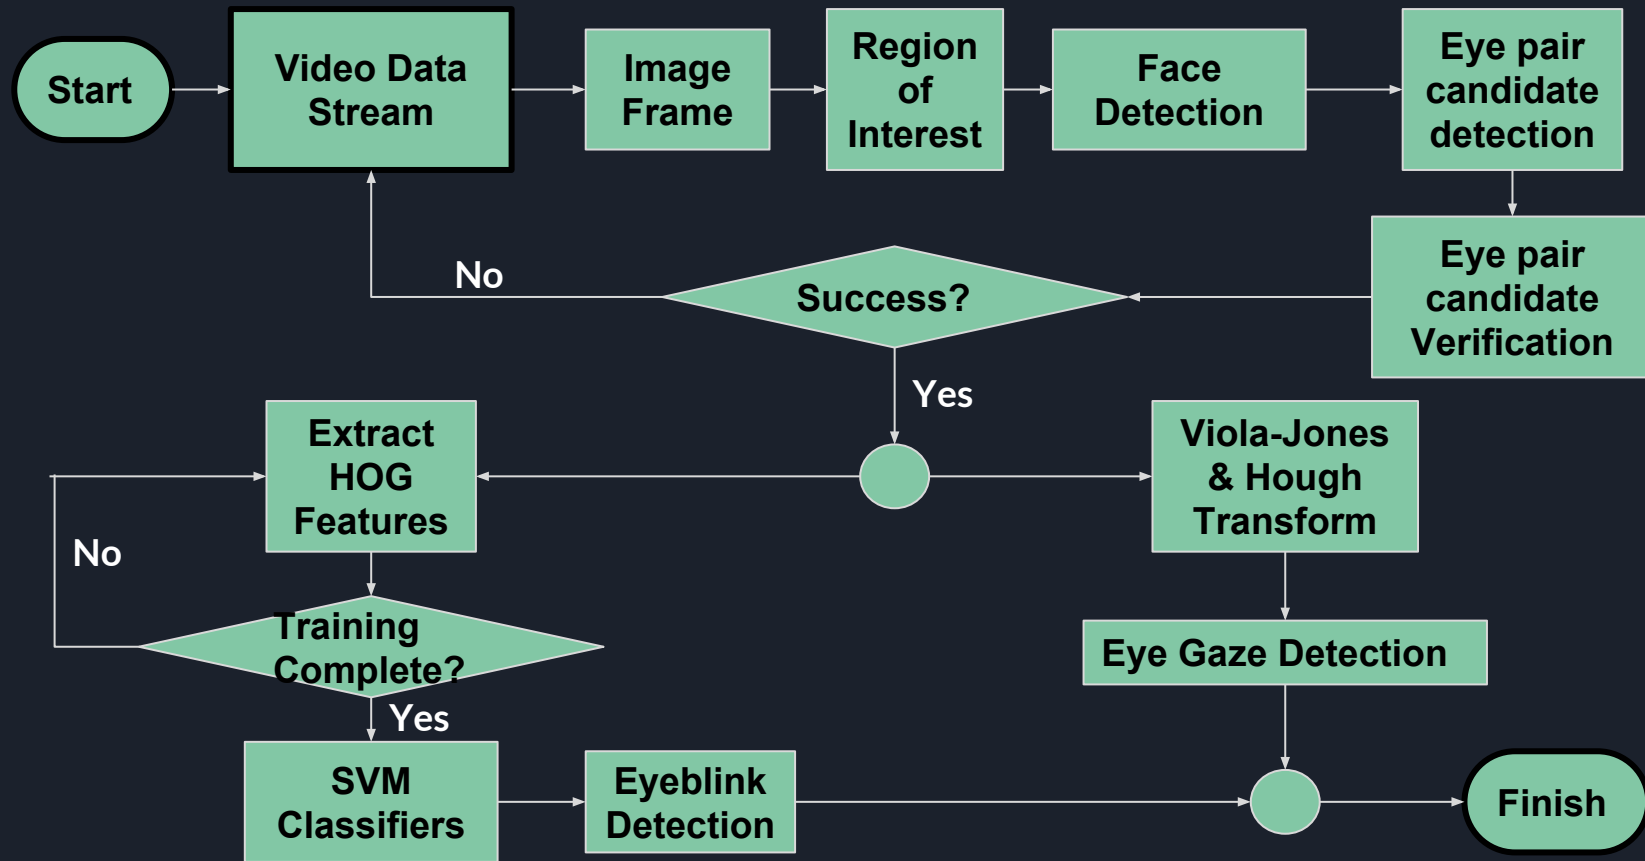 Start
Video Data
Stream
Image
Frame
Region
of
Interest
Face
Detection
Eye pair
candidate
detection
Eye pair
candidate
Verification
Success?
No
Yes
Extract
HOG
Features
Viola-Jones
& Hough
Transform
No
Training
Complete?
Eye Gaze Detection
Yes
SVM
Classifiers
Eyeblink
Detection
Finish